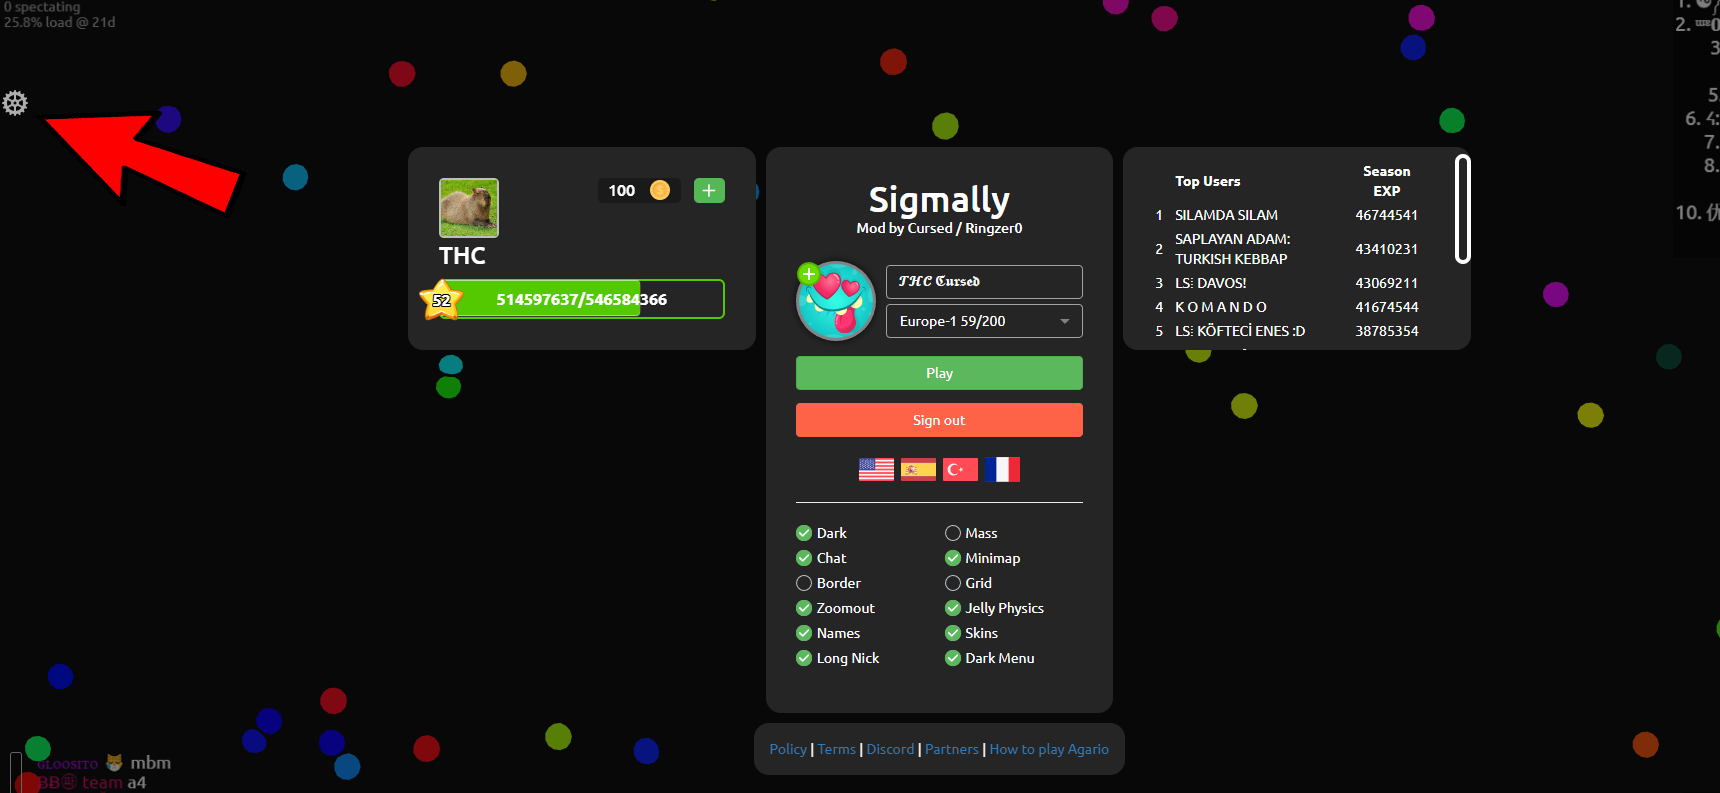 0 spectating
25.8% load @ 21d
1.
2.
3
5.
6.
7.
8.
10.
100
THC
52
514597637/546584366
Sigmally
Mod by Cursed / Ringzer0
𝓣𝓗𝓒 𝕮𝖚𝖗𝖘𝖊𝖉
Europe-1 59/200
Play
Sign out
Dark
Mass
Chat
Minimap
Border
Grid
Zoomout
Jelly Physics
Names
Skins
Long Nick
Dark Menu
Top Users Season EXP
1 SILAMDA SILAM 46744541
2 SAPLAYAN ADAM: TURKISH KEBBAP 43410231
3 LS⁝ DAVOS! 43069211
4 K O M A N D O 41674544
5 LS⁝ KÖFTECİ ENES :D 38785354
Policy | Terms | Discord | Partners | How to play Agario
GLOOSITO 😼 mbm
team a4